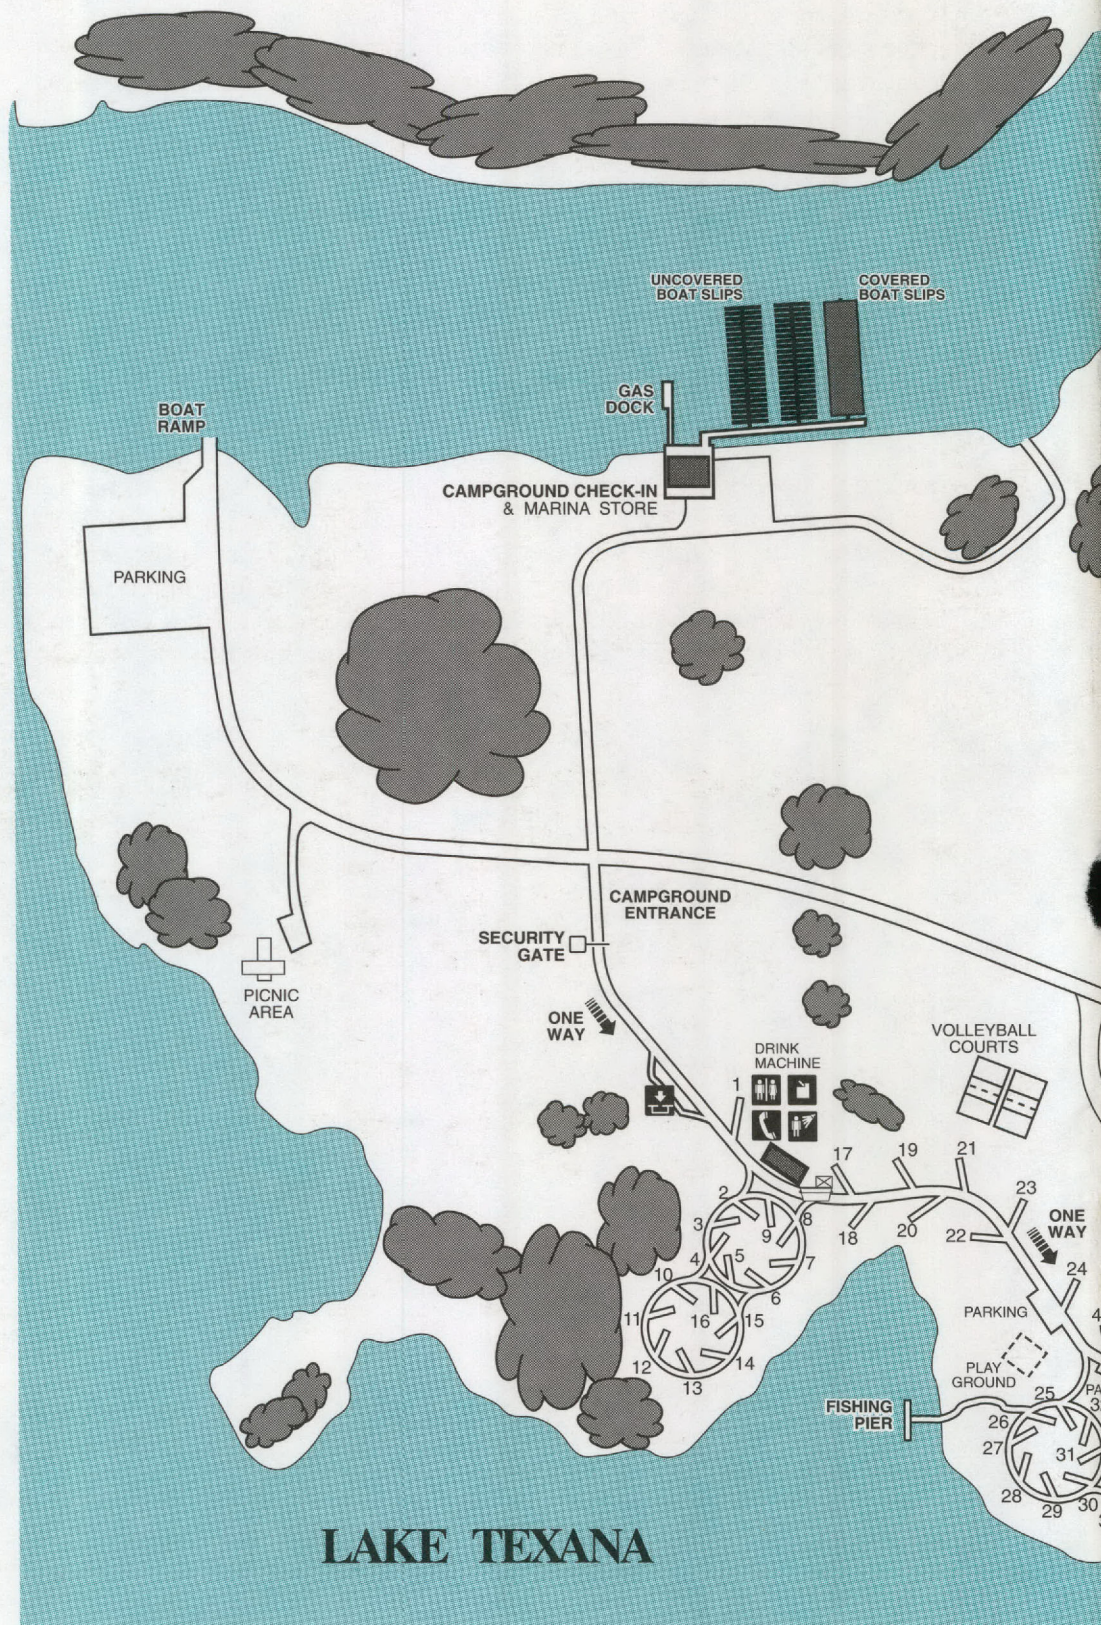 UNCOVERED
BOAT SLIPS
COVERED
BOAT SLIPS
GAS
DOCK
BOAT
RAMP
CAMPGROUND CHECK-IN
& MARINA STORE
PARKING
CAMPGROUND
ENTRANCE
SECURITY
GATE
PICNIC
AREA
ONE
WAY
DRINK
MACHINE
VOLLEYBALL
COURTS
1
17
19
21
2
3
4
5
6
7
8
9
18
20
22
23
ONE
WAY
24
10
11
12
13
14
15
16
PARKING
PLAY
GROUND
FISHING
PIER
25
26
27
28
29
30
31
LAKE TEXANA